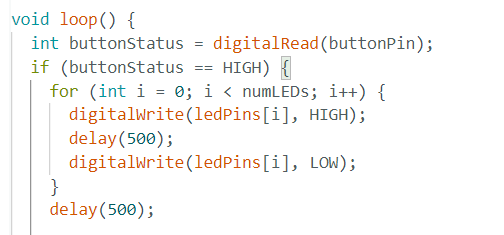 void loop() {
  int buttonStatus = digitalRead(buttonPin);
  if (buttonStatus == HIGH) {
    for (int i = 0; i < numLEDs; i++) {
      digitalWrite(ledPins[i], HIGH);
      delay(500);
      digitalWrite(ledPins[i], LOW);
    }
    delay(500);